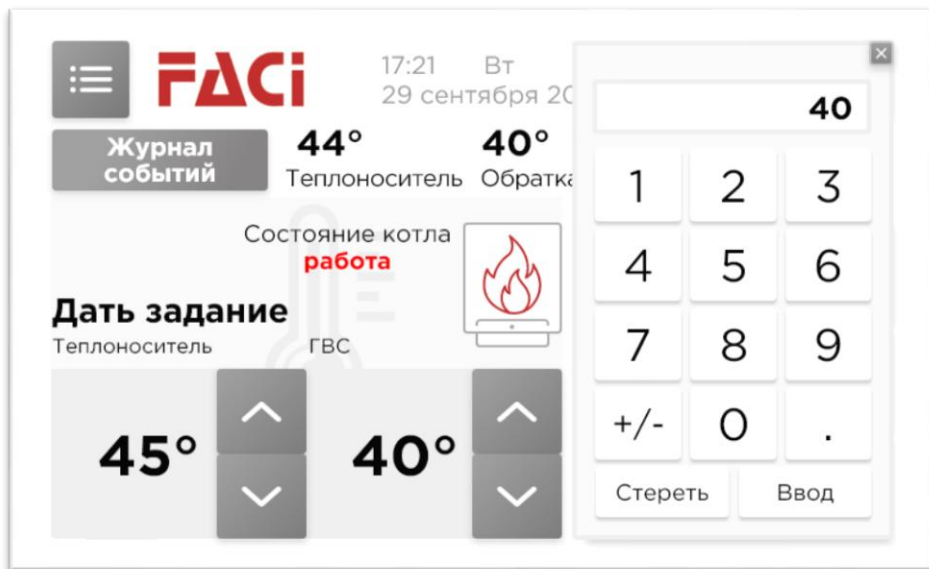 FACi
17:21 Вт
29 сентября 20
Журнал
событий
44°
Теплоноситель
40°
Обратка
Состояние котла
работа
Дать задание
Теплоноситель
ГВС
45°
40°
40
1 2 3
4 5 6
7 8 9
+/- 0 .
Стереть Ввод